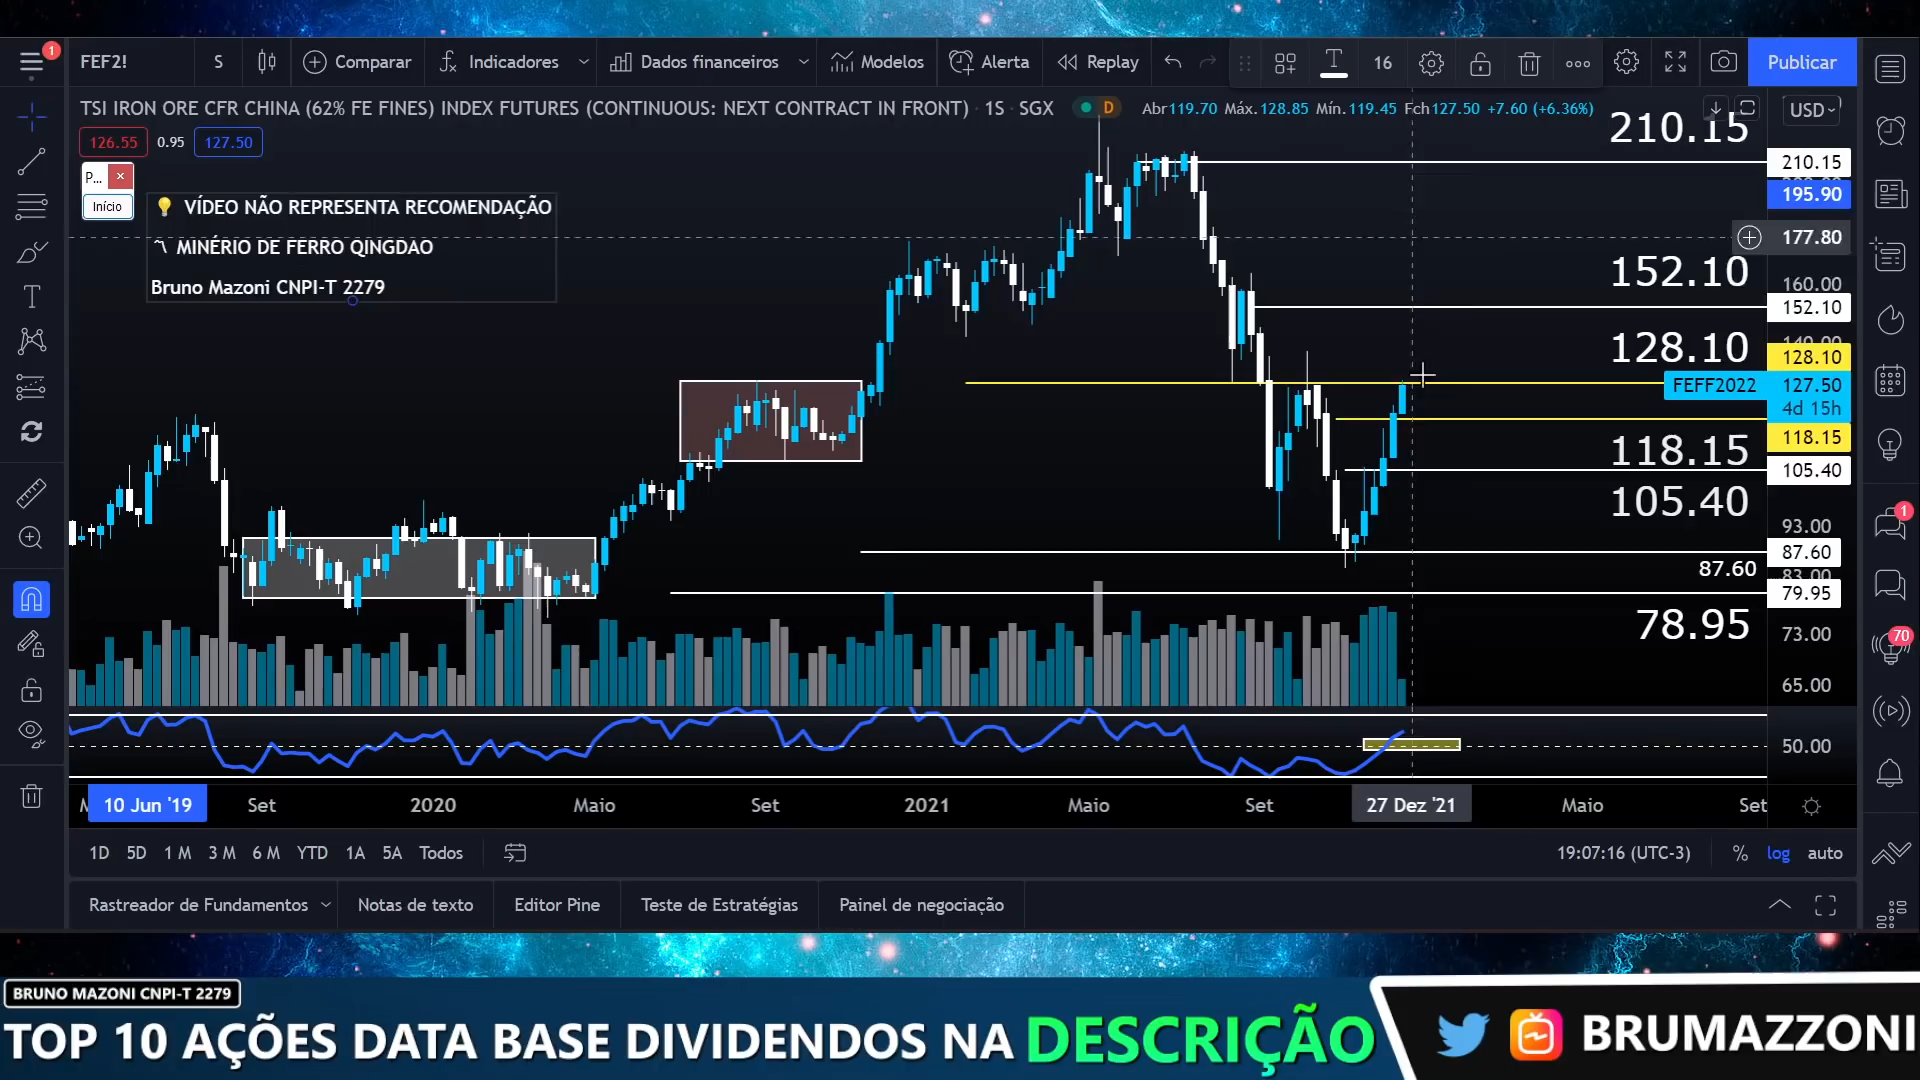 1
FEF2!
S
Comparar
Indicadores
Dados financeiros
Modelos
Alerta
Replay
T
16
Publicar
TSI IRON ORE CFR CHINA (62% FE FINES) INDEX FUTURES (CONTINUOUS: NEXT CONTRACT IN FRONT) · 1S · SGX
D
Abr119.70 Máx.128.85 Mín.119.45 Fch127.50 +7.60 (+6.36%)
USD
126.55
0.95
127.50
P...
Início
💡 VÍDEO NÃO REPRESENTA RECOMENDAÇÃO
MINÉRIO DE FERRO QINGDAO
Bruno Mazoni CNPI-T 2279
210.15
152.10
128.10
118.15
105.40
87.60
78.95
210.15
195.90
177.80
160.00
152.10
128.10
FEFF2022
127.50
4d 15h
118.15
105.40
93.00
87.60
83.00
79.95
73.00
65.00
50.00
10 Jun '19
Set
2020
Maio
Set
2021
Maio
Set
27 Dez '21
Maio
Set
1D
5D
1 M
3 M
6 M
YTD
1A
5A
Todos
19:07:16 (UTC-3)
%
log
auto
Rastreador de Fundamentos
Notas de texto
Editor Pine
Teste de Estratégias
Painel de negociação
1
70
BRUNO MAZONI CNPI-T 2279
TOP 10 AÇÕES DATA BASE DIVIDENDOS NA DESCRIÇÃO
BRUMAZZONI